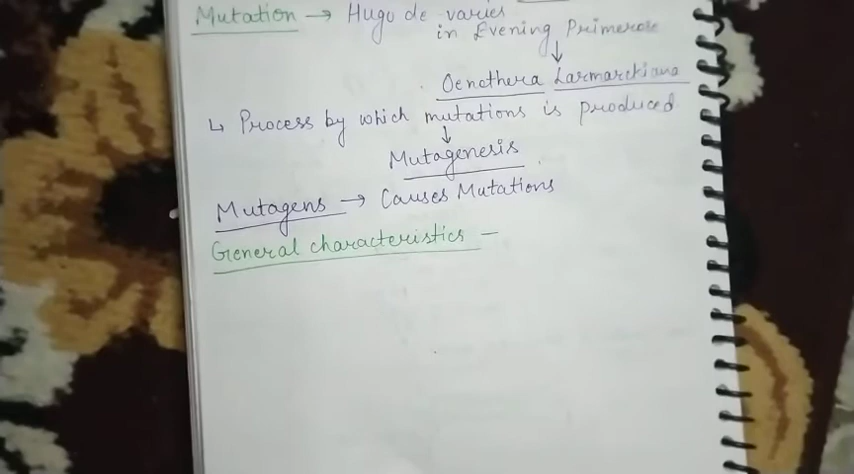 Mutation → Hugo de varies
in Evening Primerose
↓
Oenothera Larmarckiana
↳ Process by which mutations is produced
↓
Mutagenesis
Mutagens → Causes Mutations
General characteristics -